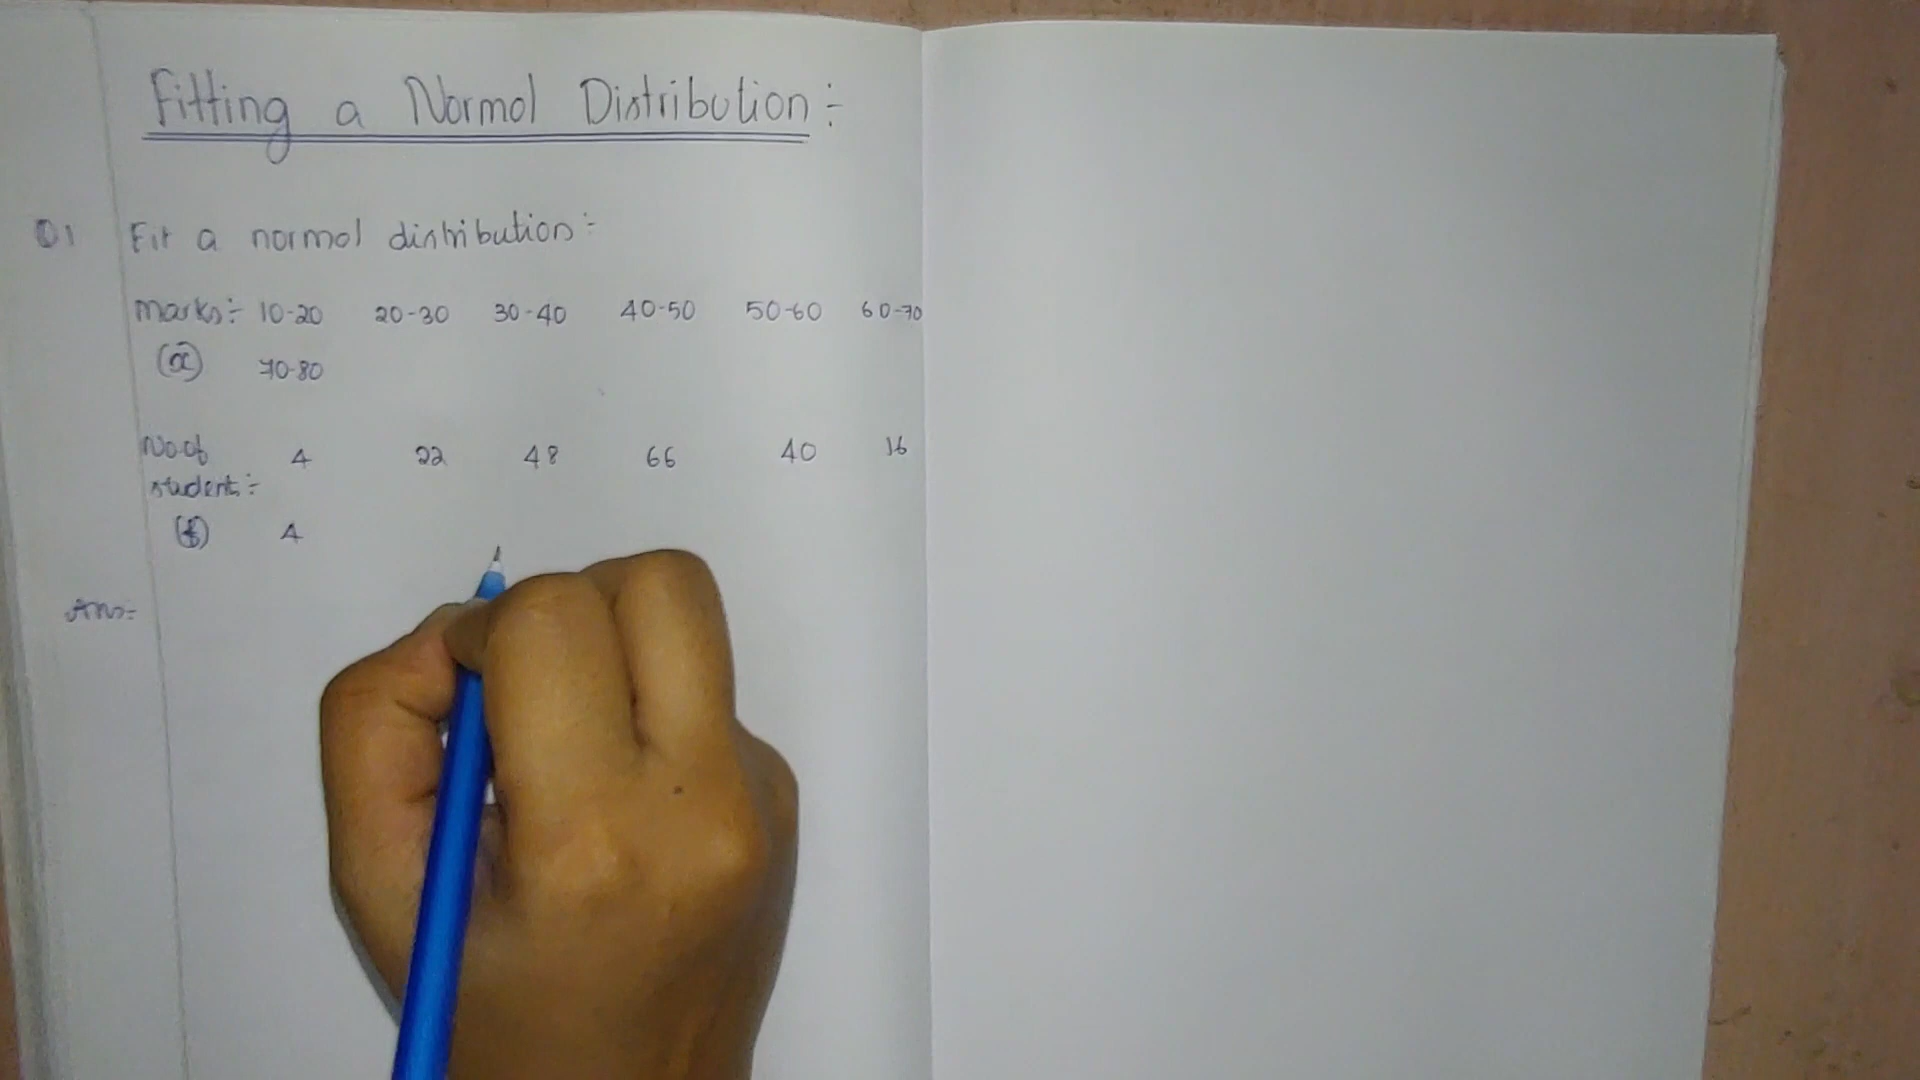 Fitting a Normal Distribution:
Q1 Fit a normal distribution:
Marks: 10-20 20-30 30-40 40-50 50-60 60-70
(x) 70-80
No of 4 22 48 66 40 16
students:
(f) 4
Ans: